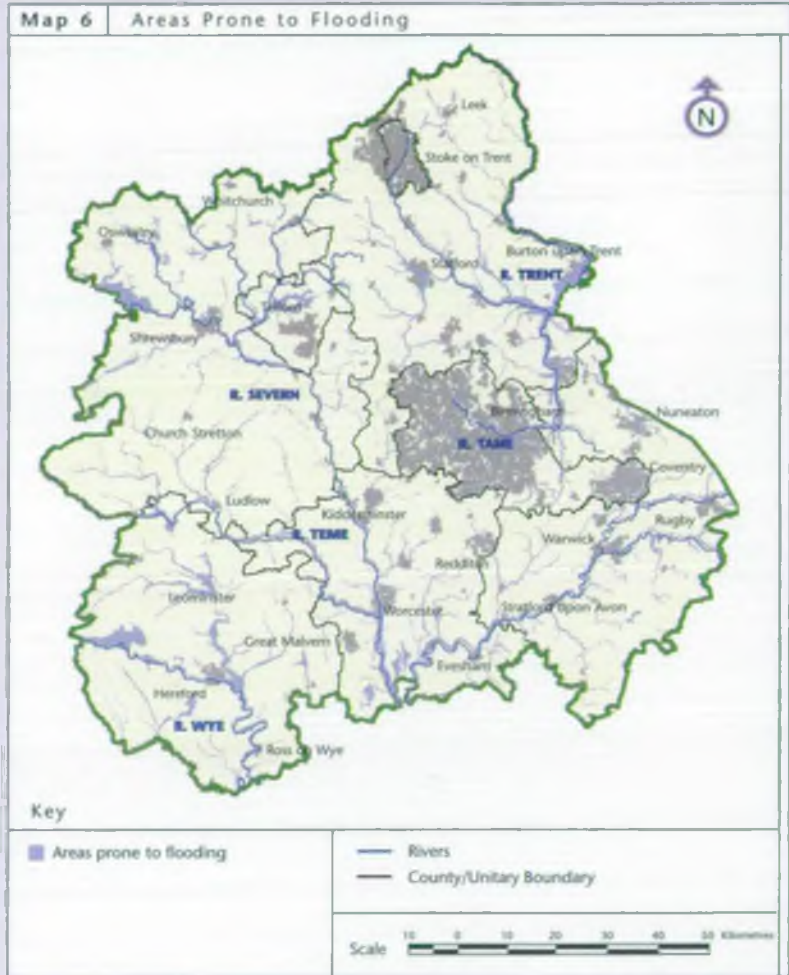 Map 6 Areas Prone to Flooding
N
Leek
Stoke on Trent
Whitchurch
Oswestry
Burton upon Trent
Stafford
R. TRENT
Shrewsbury
R. SEVERN
Birmingham
Nuneaton
R. TAME
Church Stretton
Coventry
Ludlow
Kidderminster
Rugby
R. TEME
Warwick
Redditch
Leominster
Worcester
Stratford upon Avon
Great Malvern
Evesham
Hereford
R. WYE
Ross on Wye
Key
Areas prone to flooding
Rivers
County/Unitary Boundary
Scale
10 0 10 20 30 40 50 Kilometres